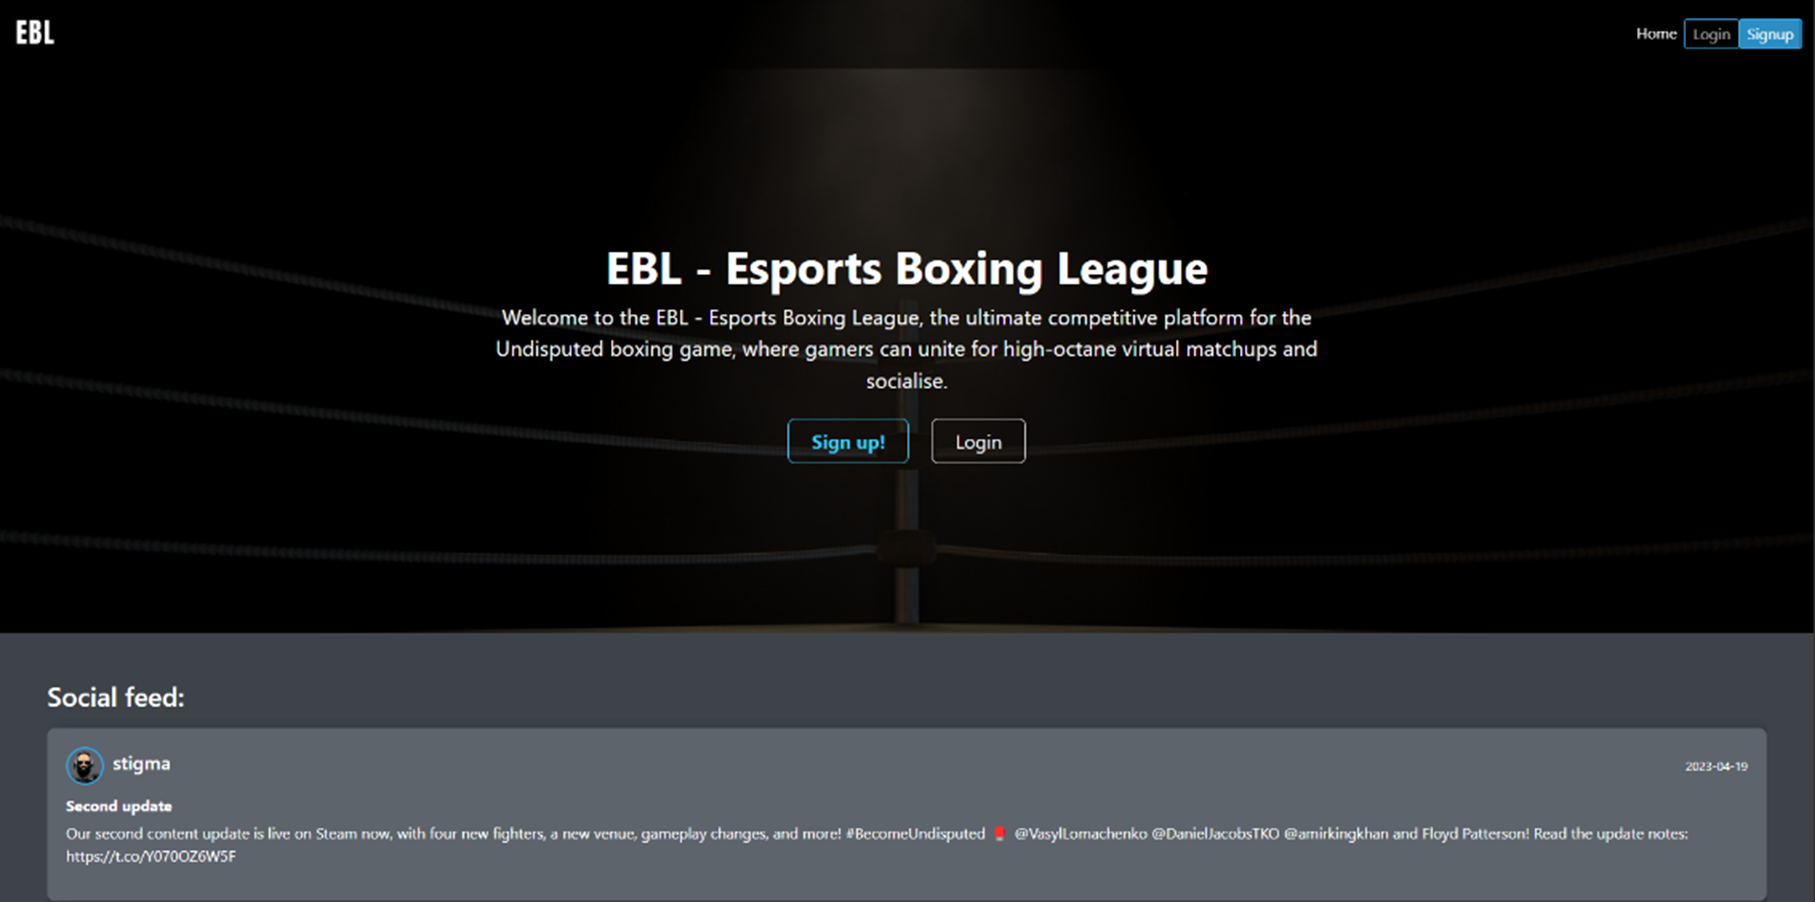 EBL
Home Login Signup
EBL - Esports Boxing League
Welcome to the EBL - Esports Boxing League, the ultimate competitive platform for the
Undisputed boxing game, where gamers can unite for high-octane virtual matchups and
socialise.
Sign up! Login
Social feed:
stigma 2023-04-19
Second update
Our second content update is live on Steam now, with four new fighters, a new venue, gameplay changes, and more! #BecomeUndisputed 🥊 @VasylLomachenko @DanielJacobsTKO @amirkingkhan and Floyd Patterson! Read the update notes:
https://t.co/Y070OZ6W5F